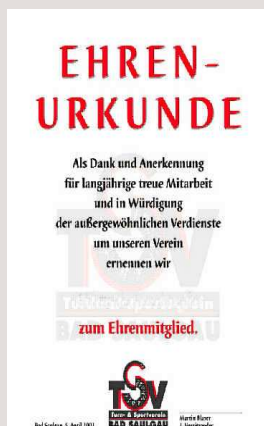 EHREN-
URKUNDE
Als Dank und Anerkennung
für langjährige treue Mitarbeit
und in Würdigung
der außergewöhnlichen Verdienste
um unseren Verein
ernennen wir
zum Ehrenmitglied.
TSV
Turn- & Sportverein
BAD SAULGAU